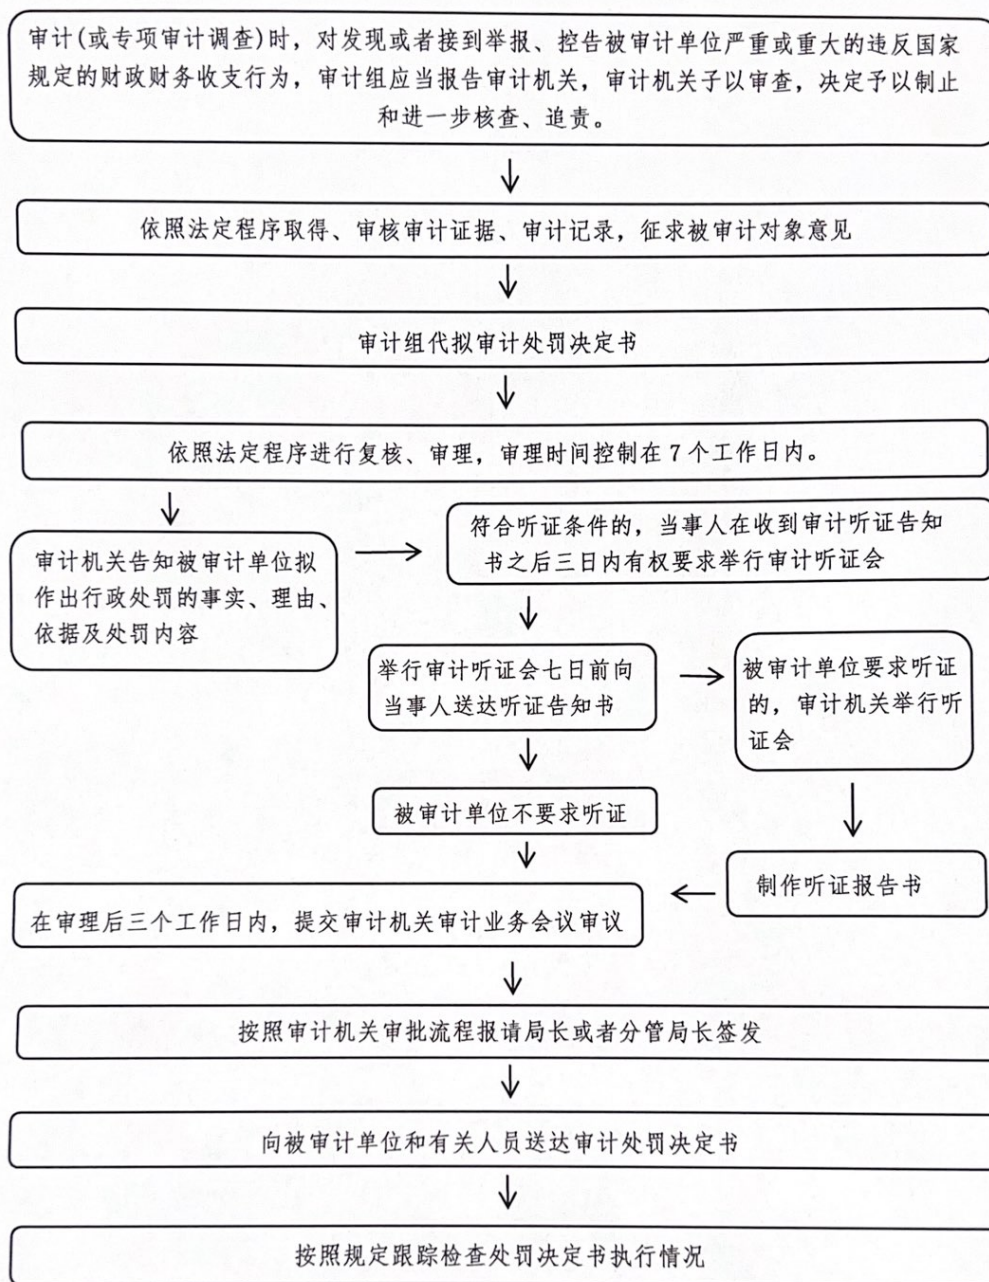 审计(或专项审计调查)时，对发现或者接到举报、控告被审计单位严重或重大的违反国家
规定的财政财务收支行为，审计组应当报告审计机关，审计机关子以审查，决定予以制止
和进一步核查、追责。
依照法定程序取得、审核审计证据、审计记录，征求被审计对象意见
审计组代拟审计处罚决定书
依照法定程序进行复核、审理，审理时间控制在7个工作日内。
审计机关告知被审计单位拟
作出行政处罚的事实、理由、
依据及处罚内容
符合听证条件的，当事人在收到审计听证告知
书之后三日内有权要求举行审计听证会
举行审计听证会七日前向
当事人送达听证告知书
被审计单位要求听证
的，审计机关举行听
证会
被审计单位不要求听证
制作听证报告书
在审理后三个工作日内，提交审计机关审计业务会议审议
按照审计机关审批流程报请局长或者分管局长签发
向被审计单位和有关人员送达审计处罚决定书
按照规定跟踪检查处罚决定书执行情况